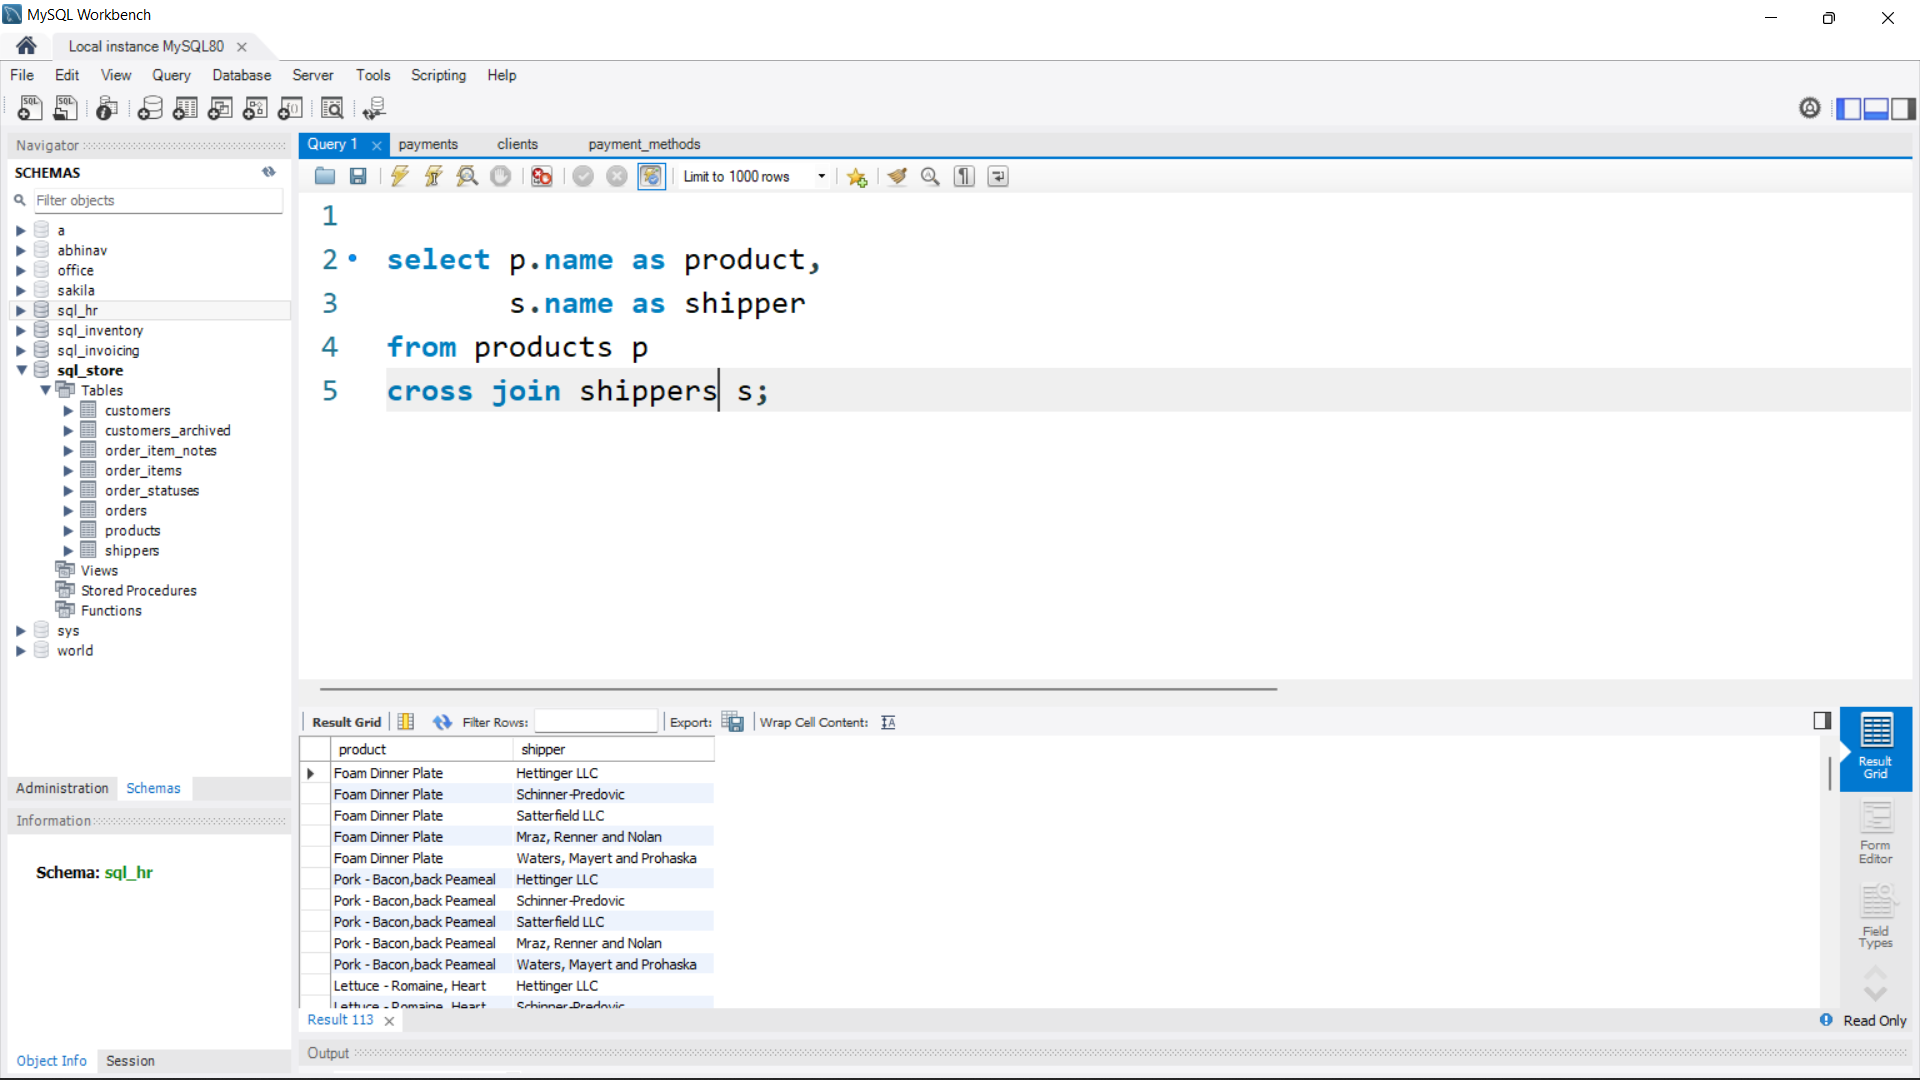 MySQL Workbench
Local instance MySQL80
File Edit View Query Database Server Tools Scripting Help
Navigator
SCHEMAS
Filter objects
a
abhinav
office
sakila
sql_hr
sql_inventory
sql_invoicing
sql_store
Tables
customers
customers_archived
order_item_notes
order_items
order_statuses
orders
products
shippers
Views
Stored Procedures
Functions
sys
world
Administration Schemas
Information
Schema: sql_hr
Object Info Session
Query 1 payments clients payment_methods
Limit to 1000 rows
1
2 select p.name as product,
3 s.name as shipper
4 from products p
5 cross join shippers s;
Result Grid Filter Rows: Export: Wrap Cell Content:
product shipper
Foam Dinner Plate Hettinger LLC
Foam Dinner Plate Schinner-Predovic
Foam Dinner Plate Satterfield LLC
Foam Dinner Plate Mraz, Renner and Nolan
Foam Dinner Plate Waters, Mayert and Prohaska
Pork - Bacon,back Peameal Hettinger LLC
Pork - Bacon,back Peameal Schinner-Predovic
Pork - Bacon,back Peameal Satterfield LLC
Pork - Bacon,back Peameal Mraz, Renner and Nolan
Pork - Bacon,back Peameal Waters, Mayert and Prohaska
Lettuce - Romaine, Heart Hettinger LLC
Lettuce - Romaine, Heart Schinner-Predovic
Result 113
Output
Result
Grid
Form
Editor
Field
Types
Read Only